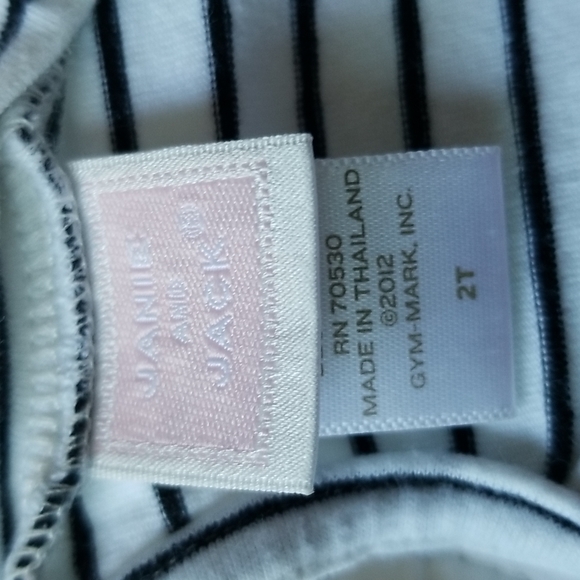 JANIE
AND
JACK®
RN 70530
MADE IN THAILAND
©2012
GYM-MARK, INC.
2T